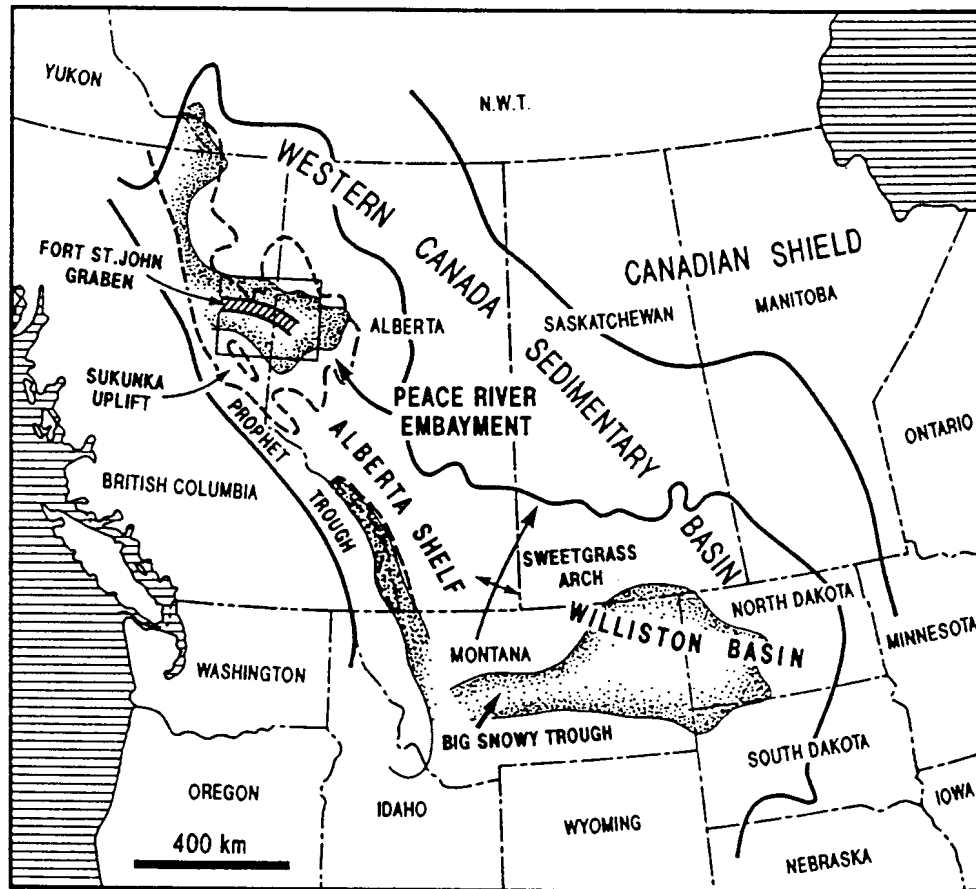 YUKON
N.W.T.
WESTERN CANADA SEDIMENTARY BASIN
CANADIAN SHIELD
FORT ST. JOHN
GRABEN
ALBERTA
SASKATCHEWAN
MANITOBA
SUKUNKA
UPLIFT
PEACE RIVER
EMBAYMENT
ONTARIO
PROPHET TROUGH
ALBERTA SHELF
BRITISH COLUMBIA
SWEETGRASS
ARCH
NORTH DAKOTA
WILLISTON BASIN
MINNESOTA
WASHINGTON
MONTANA
BIG SNOWY TROUGH
SOUTH DAKOTA
OREGON
IDAHO
IOWA
WYOMING
400 km
NEBRASKA